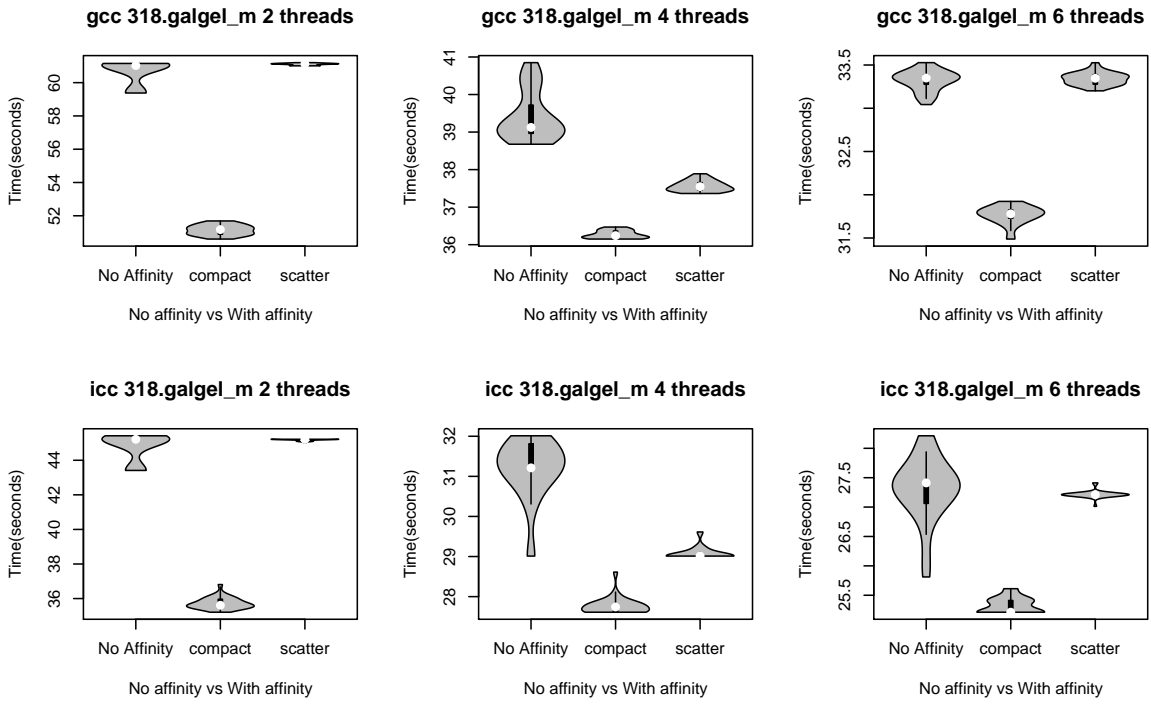 gcc 318.galgel_m 2 threads
Time(seconds)
52 54 56 58 60
No Affinity compact scatter
No affinity vs With affinity
gcc 318.galgel_m 4 threads
Time(seconds)
36 37 38 39 40 41
No Affinity compact scatter
No affinity vs With affinity
gcc 318.galgel_m 6 threads
Time(seconds)
31.5 32.5 33.5
No Affinity compact scatter
No affinity vs With affinity
icc 318.galgel_m 2 threads
Time(seconds)
36 38 40 42 44
No Affinity compact scatter
No affinity vs With affinity
icc 318.galgel_m 4 threads
Time(seconds)
28 29 30 31 32
No Affinity compact scatter
No affinity vs With affinity
icc 318.galgel_m 6 threads
Time(seconds)
25.5 26.5 27.5
No Affinity compact scatter
No affinity vs With affinity